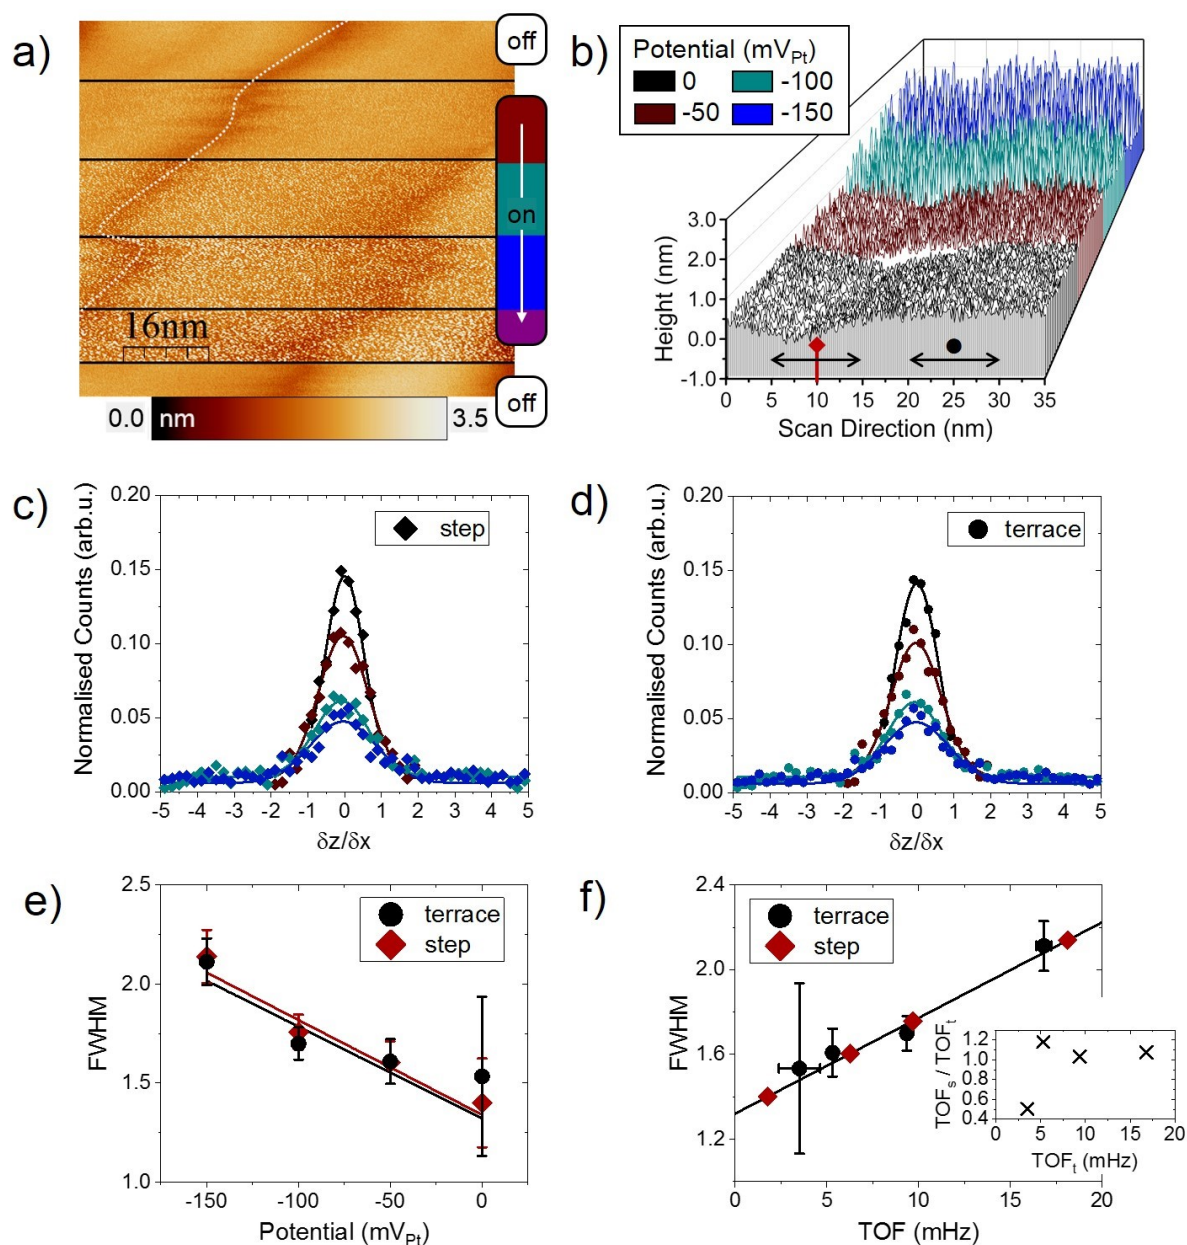 a)
off
on
16nm
0.0 nm 3.5
off
b)
Potential (mV_Pt)
0 -100
-50 -150
Height (nm)
3.0
2.0
1.0
0.0
-1.0
0 5 10 15 20 25 30 35
Scan Direction (nm)
c)
Normalised Counts (arb.u.)
0.20
0.15
0.10
0.05
0.00
step
-5 -4 -3 -2 -1 0 1 2 3 4 5
δz/δx
d)
Normalised Counts (arb.u.)
0.20
0.15
0.10
0.05
0.00
terrace
-5 -4 -3 -2 -1 0 1 2 3 4 5
δz/δx
e)
FWHM
2.5
2.0
1.5
1.0
terrace
step
-150 -100 -50 0
Potential (mV_Pt)
f)
FWHM
2.4
2.0
1.6
1.2
terrace
step
TOF_s / TOF_t
1.2
1.0
0.8
0.6
0.4
0 5 10 15 20
TOF_t (mHz)
0 5 10 15 20
TOF (mHz)